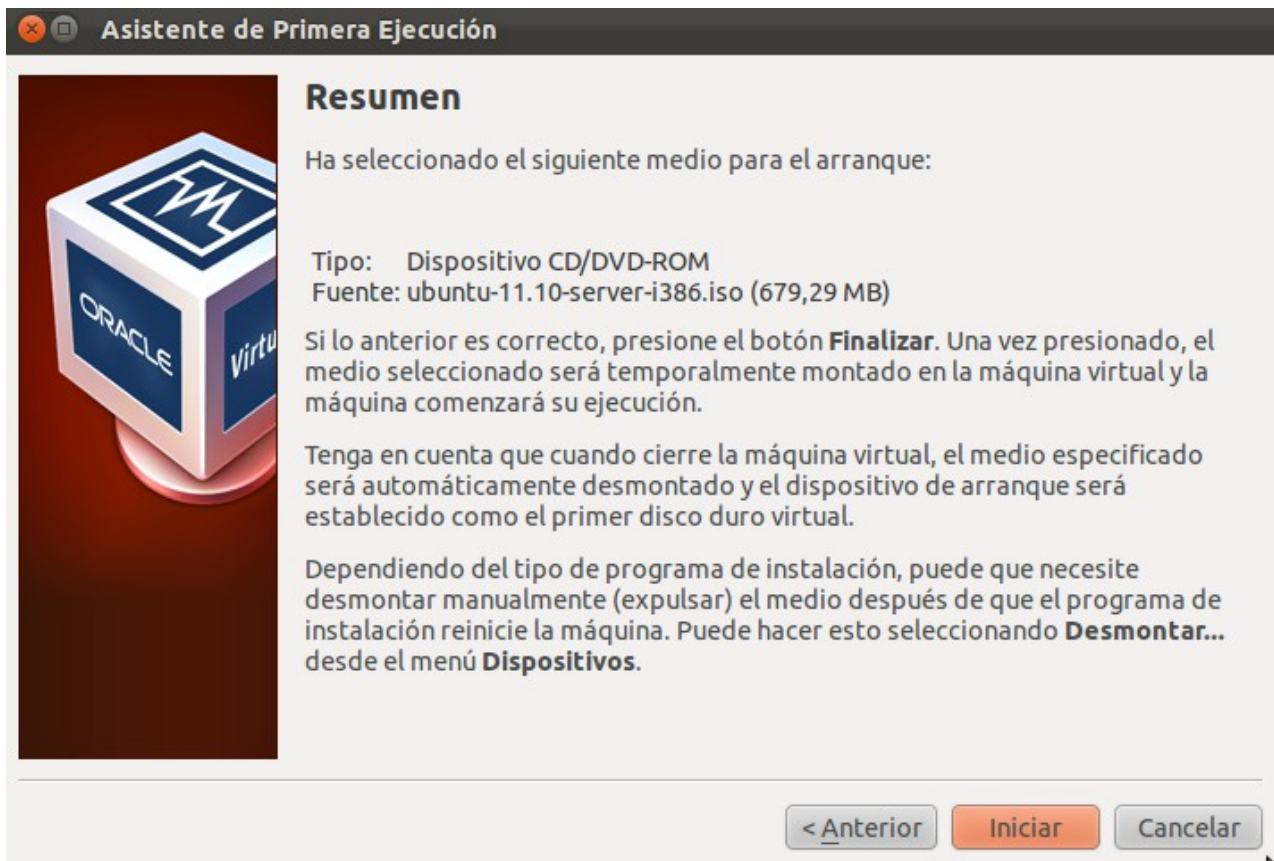 Asistente de Primera Ejecución
Resumen
Ha seleccionado el siguiente medio para el arranque:
Tipo: Dispositivo CD/DVD-ROM
Fuente: ubuntu-11.10-server-i386.iso (679,29 MB)
Si lo anterior es correcto, presione el botón Finalizar. Una vez presionado, el
medio seleccionado será temporalmente montado en la máquina virtual y la
máquina comenzará su ejecución.
Tenga en cuenta que cuando cierre la máquina virtual, el medio especificado
será automáticamente desmontado y el dispositivo de arranque será
establecido como el primer disco duro virtual.
Dependiendo del tipo de programa de instalación, puede que necesite
desmontar manualmente (expulsar) el medio después de que el programa de
instalación reinicie la máquina. Puede hacer esto seleccionando Desmontar...
desde el menú Dispositivos.
ORACLE
Virtu
< Anterior
Iniciar
Cancelar